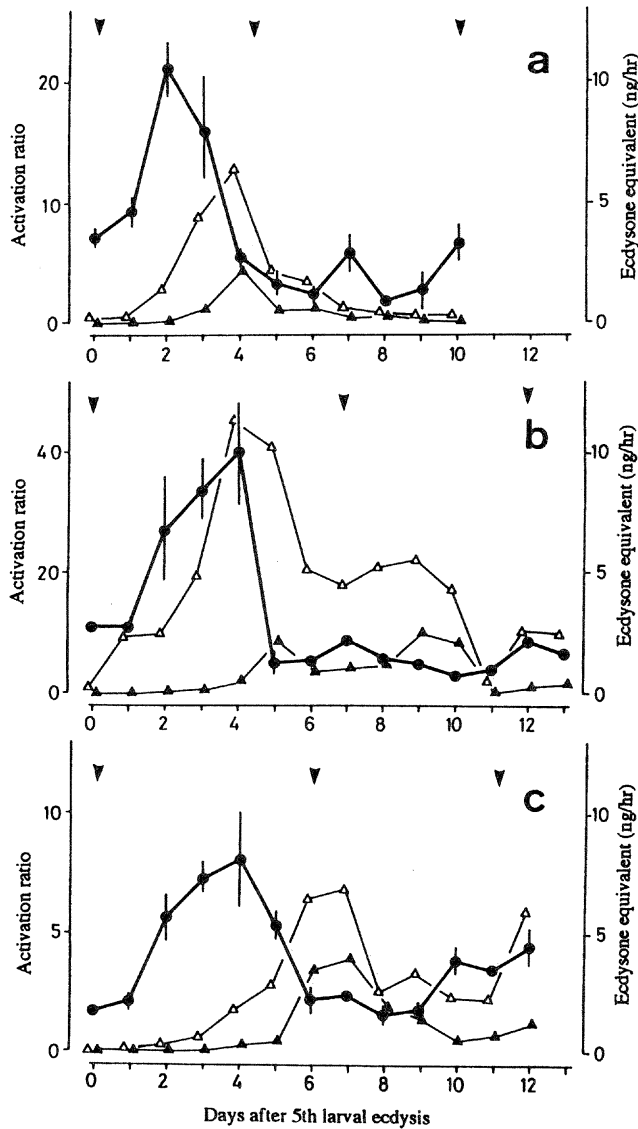 a
20
10
0
Activation ratio
10
5
0
Ecdysone equivalent (ng/hr)
0 2 4 6 8 10 12
b
40
20
0
Activation ratio
10
5
0
Ecdysone equivalent (ng/hr)
0 2 4 6 8 10 12
c
10
5
0
Activation ratio
10
5
0
Ecdysone equivalent (ng/hr)
0 2 4 6 8 10 12
Days after 5th larval ecdysis